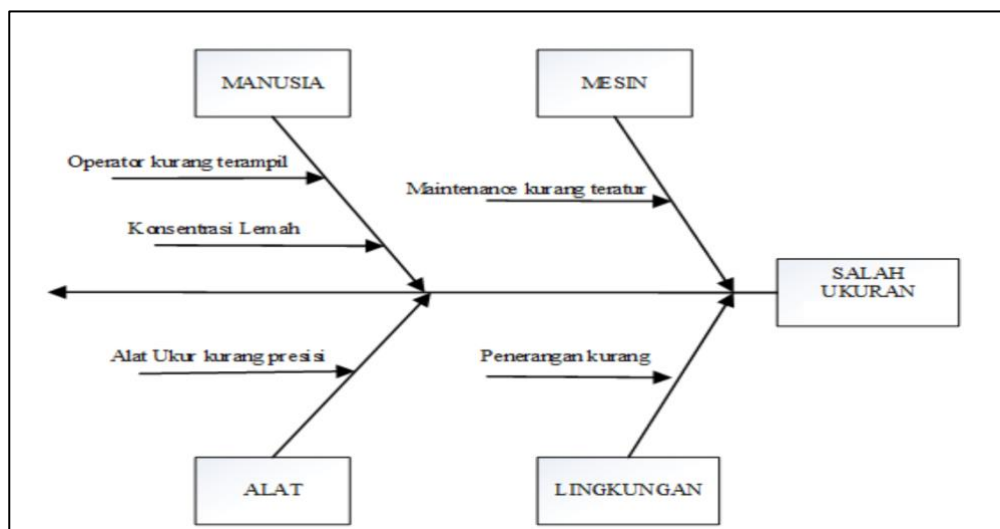 MANUSIA
MESIN
Operator kurang terampil
Maintenance kurang teratur
Konsentrasi Lemah
SALAH
UKURAN
Alat Ukur kurang presisi
Penerangan kurang
ALAT
LINGKUNGAN